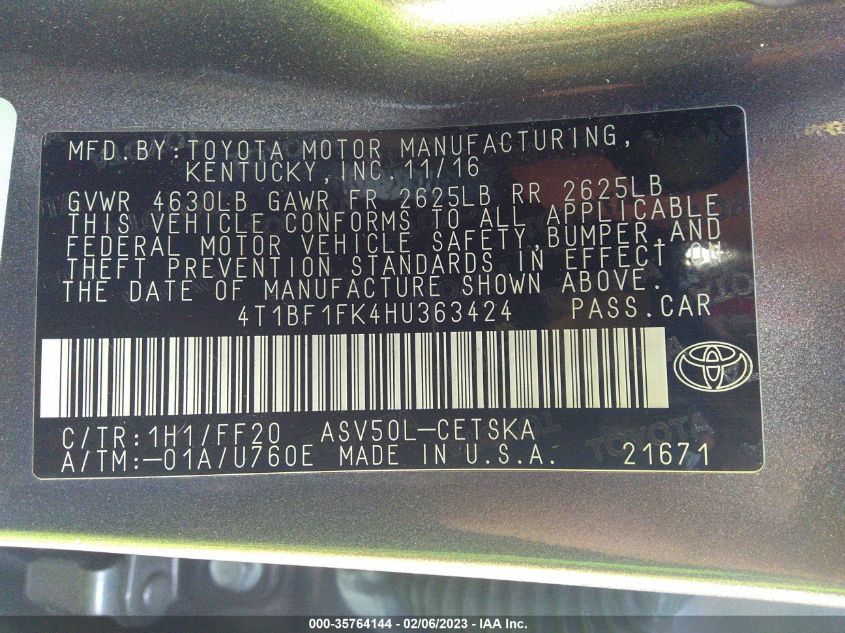 MFD.BY:TOYOTA MOTOR MANUFACTURING,
KENTUCKY,INC.11/16
GVWR 4630LB GAWR FR 2625LB RR 2625LB
THIS VEHICLE CONFORMS TO ALL APPLICABLE
FEDERAL MOTOR VEHICLE SAFETY,BUMPER,AND
THEFT PREVENTION STANDARDS IN EFFECT ON
THE DATE OF MANUFACTURE SHOWN ABOVE.
4T1BF1FK4HU363424 PASS.CAR
C/TR:1H1/FF20 ASV50L-CETSKA
TOYOTA
A/TM:-01A/U760E MADE IN U.S.A. 21671
000-35764144 - 02/06/2023 - IAA Inc.